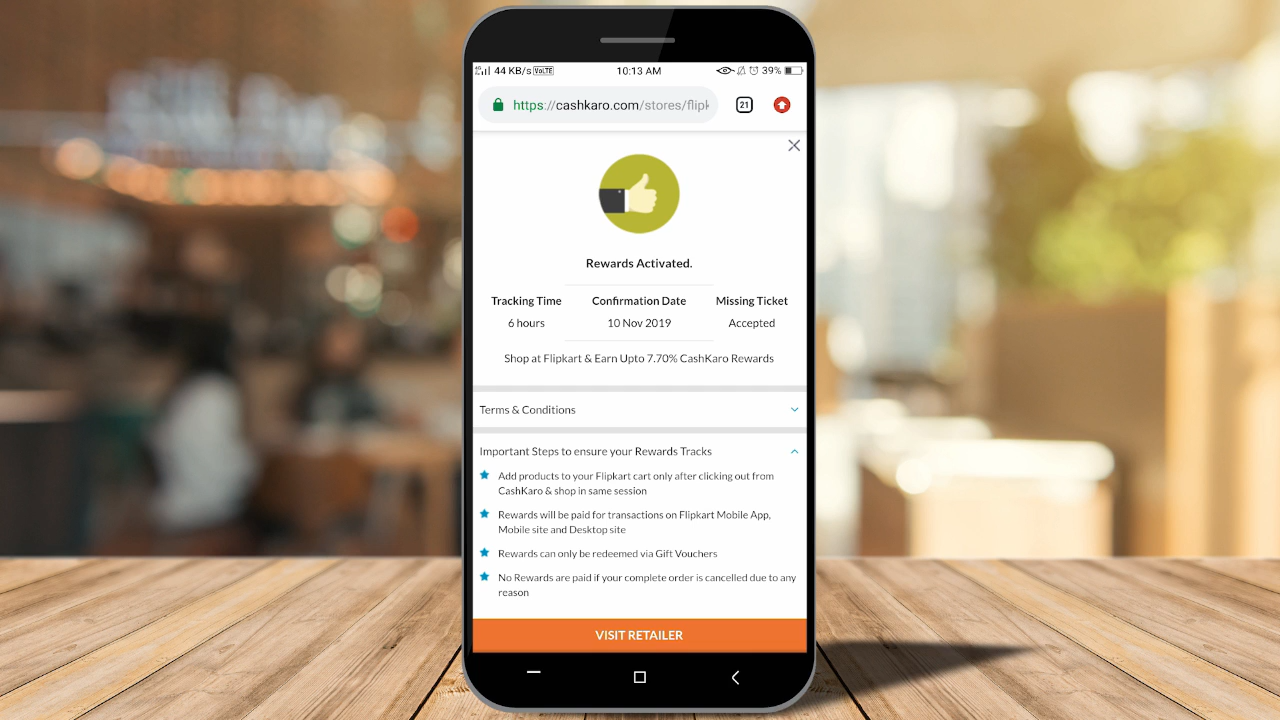 44 KB/s VoLTE 10:13 AM 39%
https://cashkaro.com/stores/flipk 21
Rewards Activated.
Tracking Time Confirmation Date Missing Ticket
6 hours 10 Nov 2019 Accepted
Shop at Flipkart & Earn Upto 7.70% CashKaro Rewards
Terms & Conditions
Important Steps to ensure your Rewards Tracks
Add products to your Flipkart cart only after clicking out from
CashKaro & shop in same session
Rewards will be paid for transactions on Flipkart Mobile App,
Mobile site and Desktop site
Rewards can only be redeemed via Gift Vouchers
No Rewards are paid if your complete order is cancelled due to any
reason
VISIT RETAILER